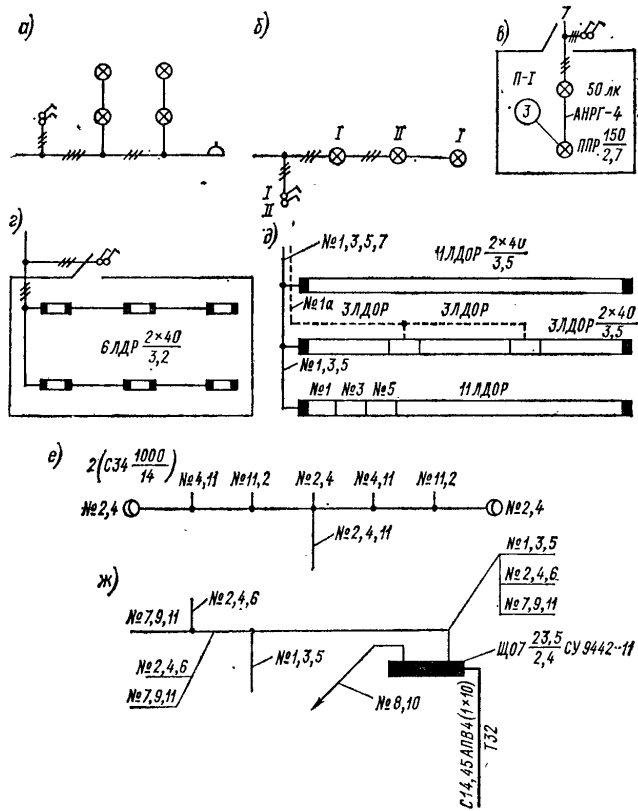 а)
б)
в)
7
П-I
50 лк
3
АНРГ-4
ППР 150/2,7
I
II
I
I
II
г)
6 ЛДР 2×40/3,2
д)
№1,3,5,7
11ЛДОР 2×40/3,5
№1а
3ЛДОР
3ЛДОР
3ЛДОР 2×40/3,5
№1,3,5
№1
№3
№5
11ЛДОР
е)
2(СЗ4 1000/14)
№4,11
№11,2
№2,4
№4,11
№11,2
№2,4
№2,4
№2,4,11
ж)
№1,3,5
№2,4,6
№7,9,11
№2,4,6
№7,9,11
№2,4,6
№7,9,11
№1,3,5
№8,10
ЩО7 23,5/2,4 СУ 9442-11
С14,45АПВ4(1×10)
Т32